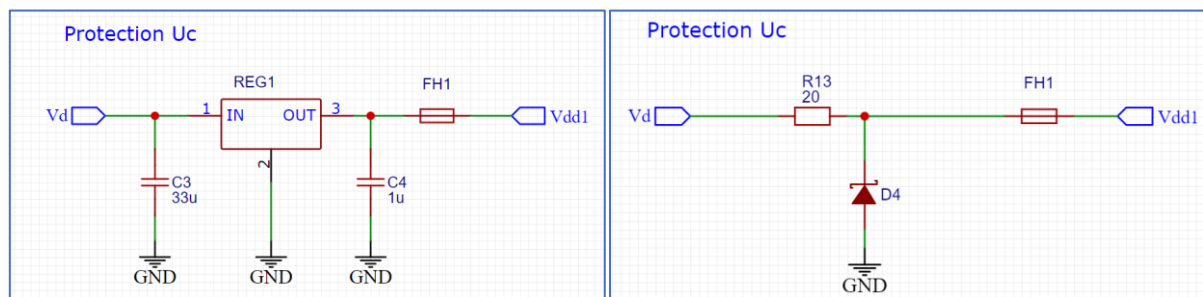 Protection Uc
REG1
FH1
Vd
1
IN
OUT
3
Vdd1
2
C3
33u
C4
1u
GND
GND
GND
Protection Uc
R13
20
FH1
Vd
Vdd1
D4
GND